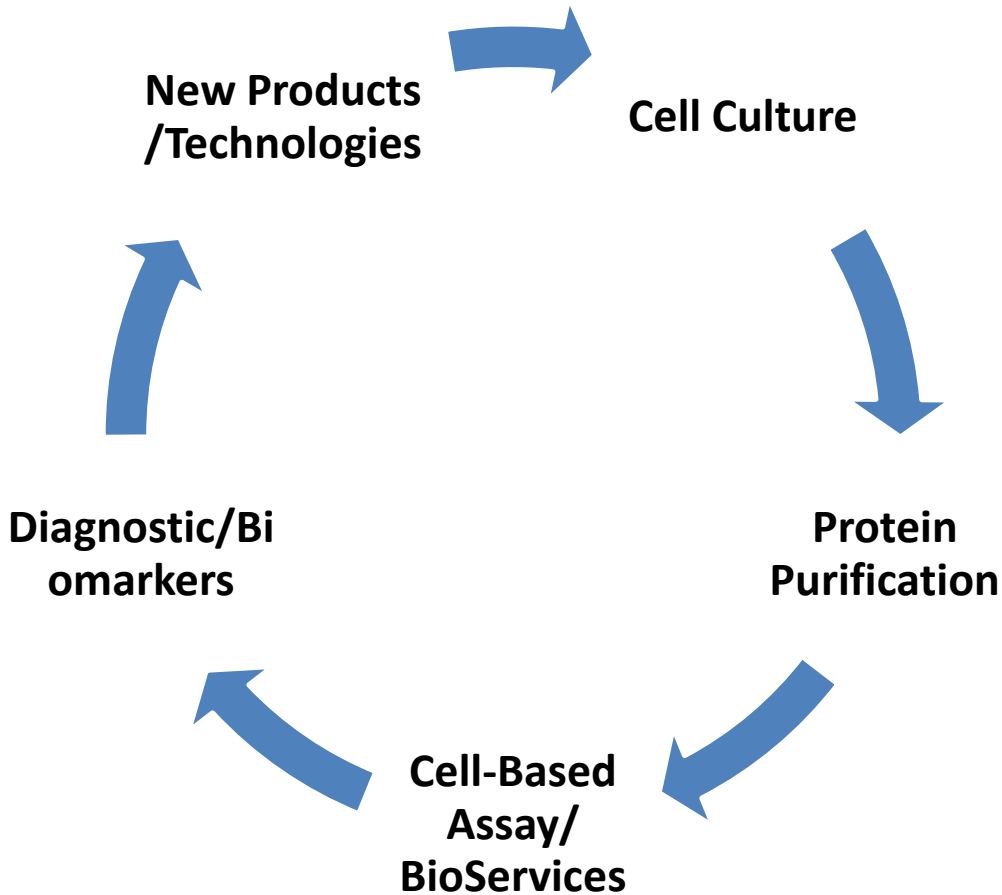 New Products
/Technologies
Cell Culture
Protein
Purification
Cell-Based
Assay/
BioServices
Diagnostic/Bi
omarkers